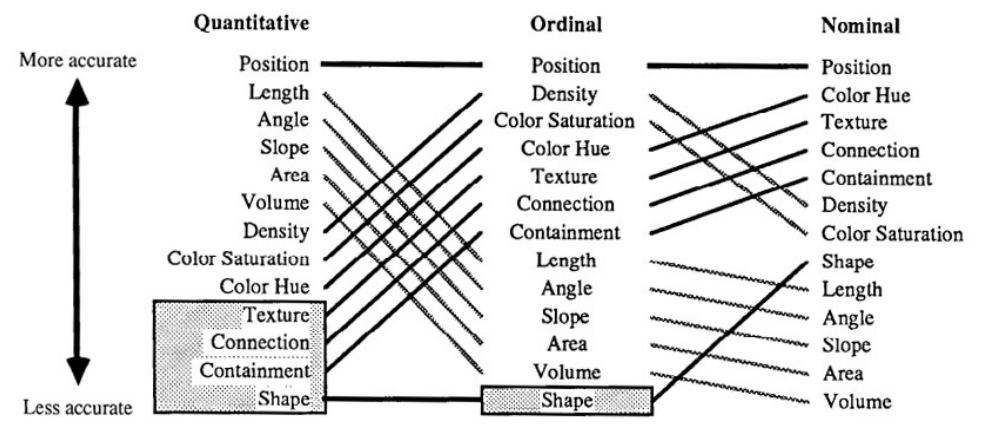 Quantitative Ordinal Nominal
More accurate
Less accurate
Position
Length
Angle
Slope
Area
Volume
Density
Color Saturation
Color Hue
Texture
Connection
Containment
Shape
Position
Density
Color Saturation
Color Hue
Texture
Connection
Containment
Length
Angle
Slope
Area
Volume
Shape
Position
Color Hue
Texture
Connection
Containment
Density
Color Saturation
Shape
Length
Angle
Slope
Area
Volume